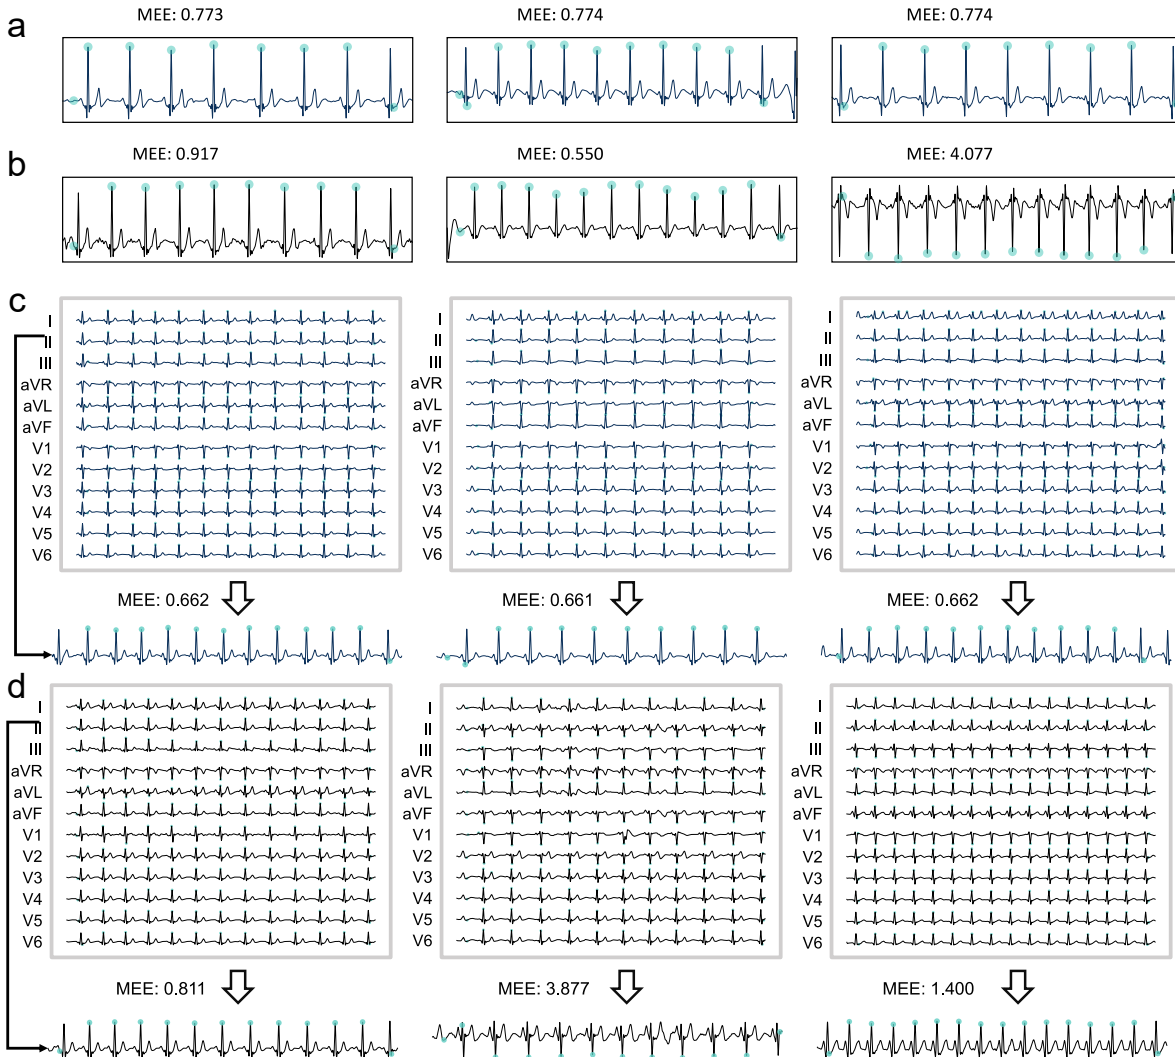 a
MEE: 0.773 MEE: 0.774 MEE: 0.774
b
MEE: 0.917 MEE: 0.550 MEE: 4.077
c
I I I
II II II
III III III
aVR aVR aVR
aVL aVL aVL
aVF aVF aVF
V1 V1 V1
V2 V2 V2
V3 V3 V3
V4 V4 V4
V5 V5 V5
V6 V6 V6
MEE: 0.662 MEE: 0.661 MEE: 0.662
d
I I I
II II II
III III III
aVR aVR aVR
aVL aVL aVL
aVF aVF aVF
V1 V1 V1
V2 V2 V2
V3 V3 V3
V4 V4 V4
V5 V5 V5
V6 V6 V6
MEE: 0.811 MEE: 3.877 MEE: 1.400